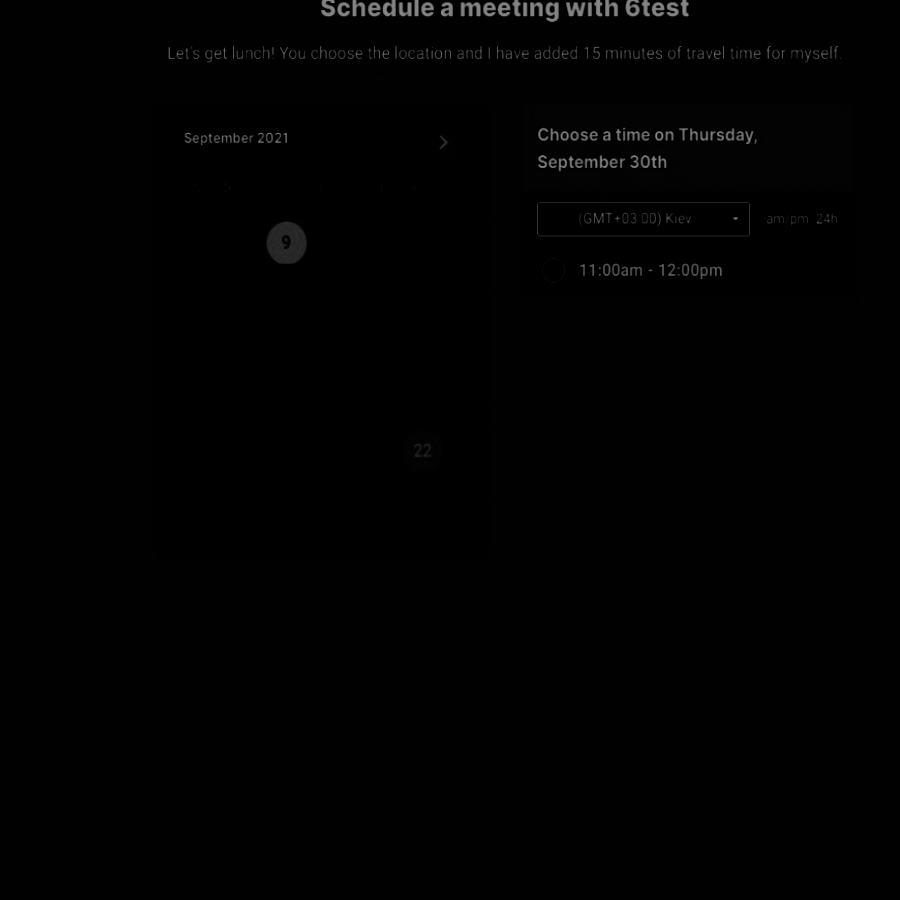 Schedule a meeting with 6test
Let's get lunch! You choose the location and I have added 15 minutes of travel time for myself.
September 2021
9
22
Choose a time on Thursday,
September 30th
(GMT+03:00) Kiev
am/pm 24h
11:00am - 12:00pm